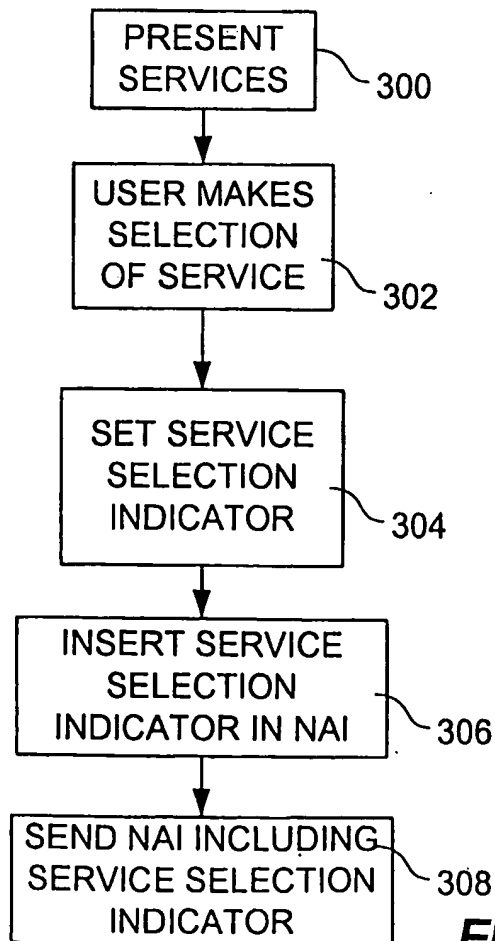 PRESENT
SERVICES
300
USER MAKES
SELECTION
OF SERVICE
302
SET SERVICE
SELECTION
INDICATOR
304
INSERT SERVICE
SELECTION
INDICATOR IN NAI
306
SEND NAI INCLUDING
SERVICE SELECTION
INDICATOR
308